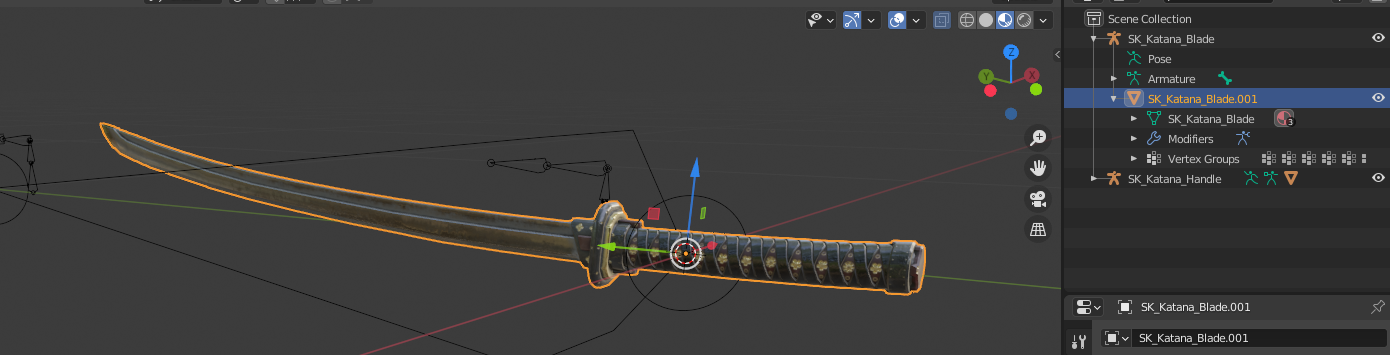 Scene Collection
SK_Katana_Blade
Pose
Armature
SK_Katana_Blade.001
SK_Katana_Blade
3
Modifiers
Vertex Groups
SK_Katana_Handle
Z
Y
X
SK_Katana_Blade.001
SK_Katana_Blade.001